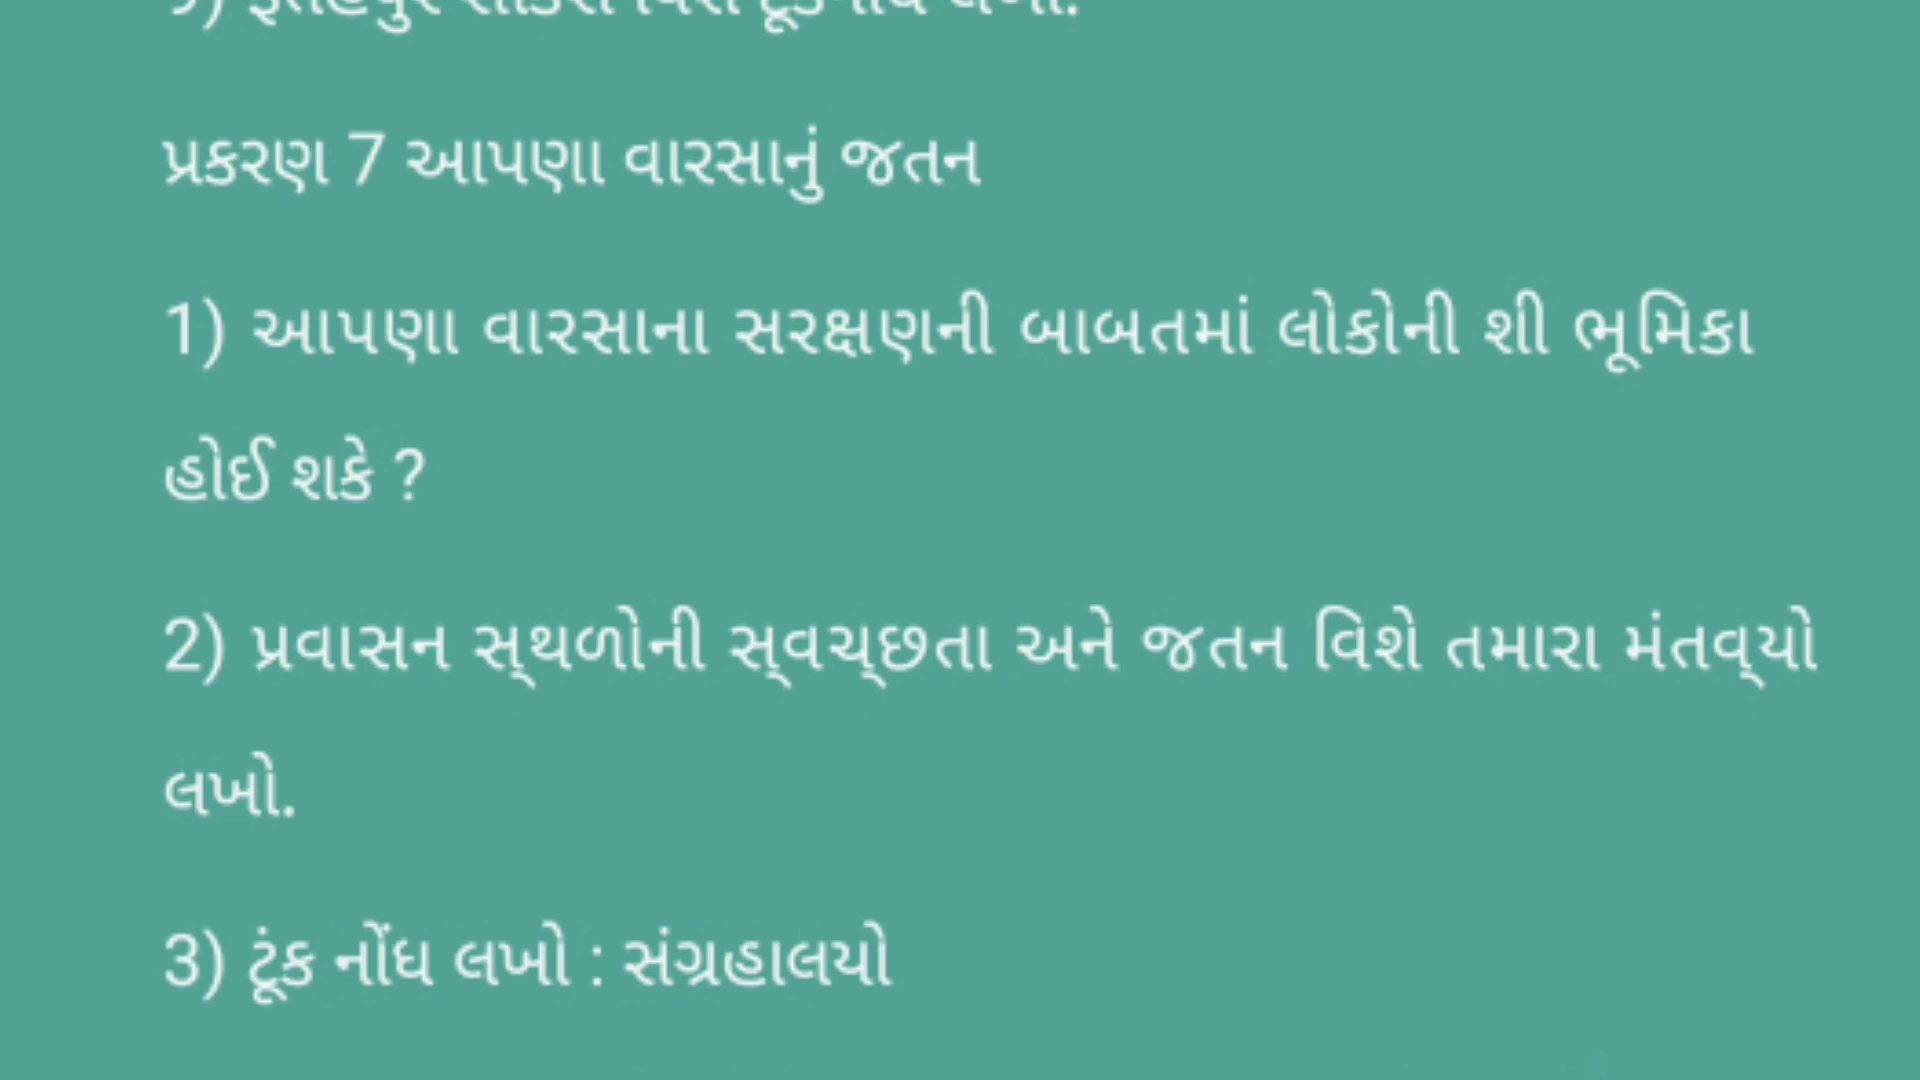 પ્રકરણ 7 આપણા વારસાનું જતન
1) આપણા વારસાના સરક્ષણની બાબતમાં લોકોની શી ભૂમિકા
હોઈ શકે ?
2) પ્રવાસન સ્થળોની સ્વચ્છતા અને જતન વિશે તમારા મંતવ્યો
લખો.
3) ટૂંક નોંધ લખો : સંગ્રહાલયો